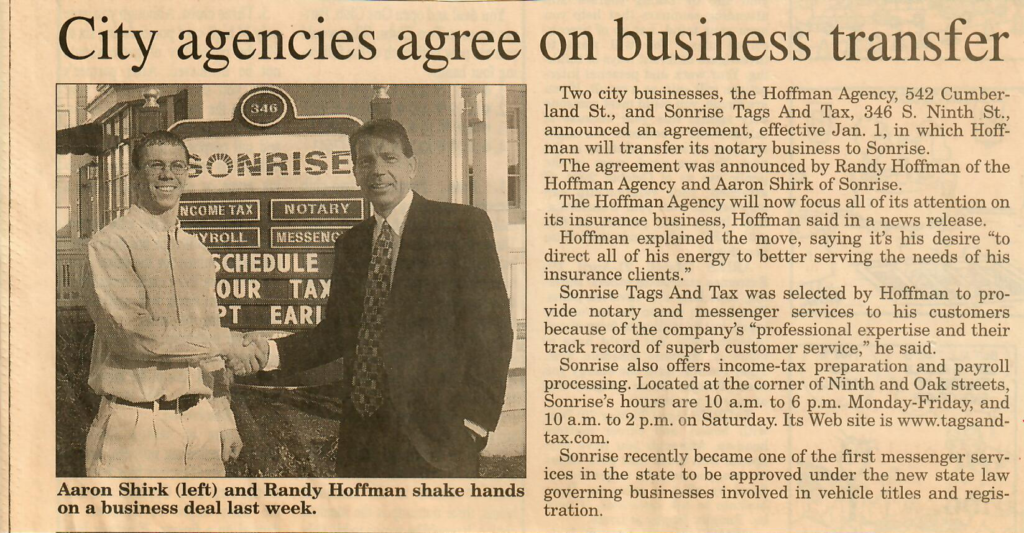 City agencies agree on business transfer
346
SONRISE
INCOME TAX
NOTARY
MESSENG
SCHEDULE
OUR TAX
PT EARL
Aaron Shirk (left) and Randy Hoffman shake hands
on a business deal last week.
Two city businesses, the Hoffman Agency, 542 Cumber-
land St., and Sonrise Tags And Tax, 346 S. Ninth St.,
announced an agreement, effective Jan. 1, in which Hoff-
man will transfer its notary business to Sonrise.
The agreement was announced by Randy Hoffman of the
Hoffman Agency and Aaron Shirk of Sonrise.
The Hoffman Agency will now focus all of its attention on
its insurance business, Hoffman said in a news release.
Hoffman explained the move, saying it's his desire “to
direct all of his energy to better serving the needs of his
insurance clients.”
Sonrise Tags And Tax was selected by Hoffman to pro-
vide notary and messenger services to his customers
because of the company's “professional expertise and their
track record of superb customer service,” he said.
Sonrise also offers income-tax preparation and payroll
processing. Located at the corner of Ninth and Oak streets,
Sonrise's hours are 10 a.m. to 6 p.m. Monday-Friday, and
10 a.m. to 2 p.m. on Saturday. Its Web site is www.tagsand-
tax.com.
Sonrise recently became one of the first messenger serv-
ices in the state to be approved under the new state law
governing businesses involved in vehicle titles and regis-
tration.